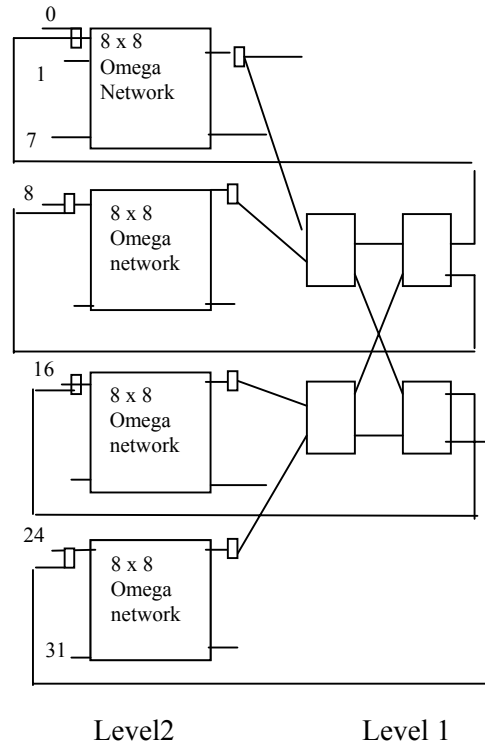 0
8 x 8
Omega
Network
1
7
8
8 x 8
Omega
network
16
8 x 8
Omega
network
24
8 x 8
Omega
network
31
Level2 Level 1